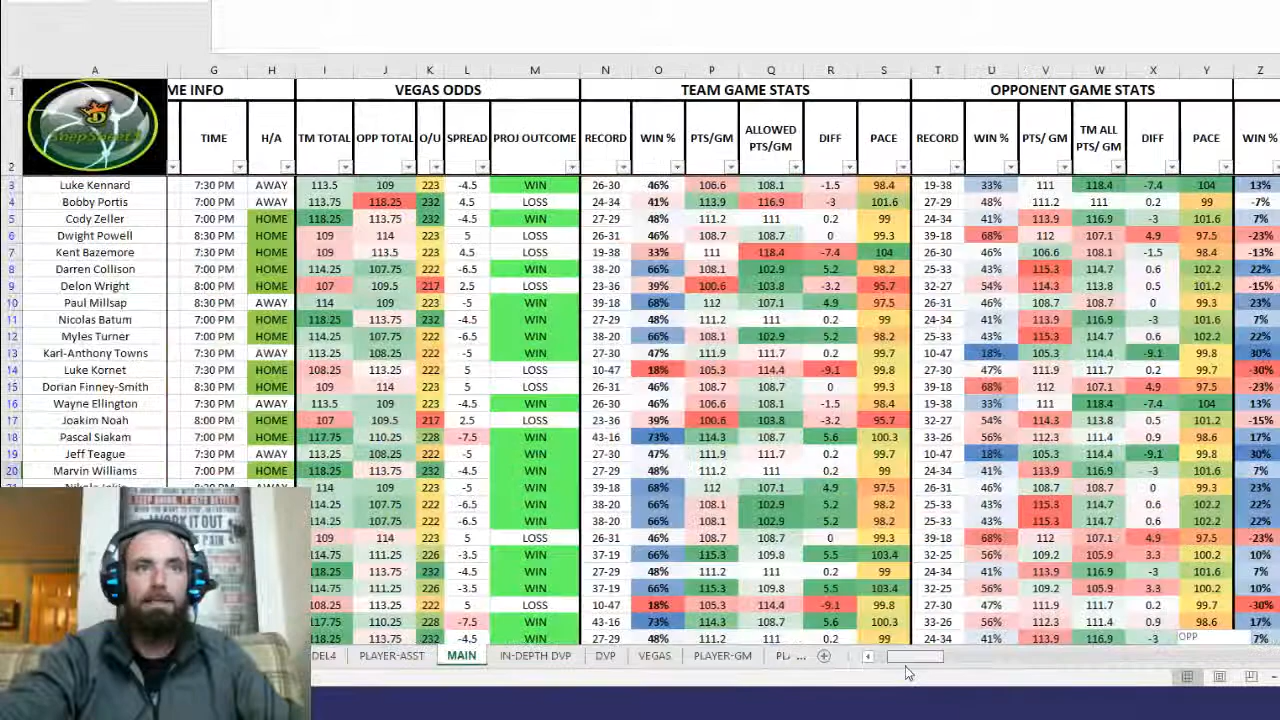 A G H I J K L M N O P Q R S T U V W X Y Z
1 ME INFO VEGAS ODDS TEAM GAME STATS OPPONENT GAME STATS
2 ShepSheets TIME H/A TM TOTAL OPP TOTAL O/U SPREAD PROJ OUTCOME RECORD WIN % PTS/GM ALLOWED PTS/GM DIFF PACE RECORD WIN % PTS/ GM TM ALL PTS/ GM DIFF PACE WIN %
3 Luke Kennard 7:30 PM AWAY 113.5 109 223 -4.5 WIN 26-30 46% 106.6 108.1 -1.5 98.4 19-38 33% 111 118.4 -7.4 104 13%
4 Bobby Portis 7:00 PM AWAY 113.75 118.25 232 4.5 LOSS 24-34 41% 113.9 116.9 -3 101.6 27-29 48% 111.2 111 0.2 99 -7%
5 Cody Zeller 7:00 PM HOME 118.25 113.75 232 -4.5 WIN 27-29 48% 111.2 111 0.2 99 24-34 41% 113.9 116.9 -3 101.6 7%
6 Dwight Powell 8:30 PM HOME 109 114 223 5 LOSS 26-31 46% 108.7 108.7 0 99.3 39-18 68% 112 107.1 4.9 97.5 -23%
7 Kent Bazemore 7:30 PM HOME 109 113.5 223 4.5 LOSS 19-38 33% 111 118.4 -7.4 104 26-30 46% 106.6 108.1 -1.5 98.4 -13%
8 Darren Collison 7:00 PM HOME 114.25 107.75 222 -6.5 WIN 38-20 66% 108.1 102.9 5.2 98.2 25-33 43% 115.3 114.7 0.6 102.2 22%
9 Delon Wright 8:00 PM HOME 107 109.5 217 2.5 LOSS 23-36 39% 100.6 103.8 -3.2 95.7 32-27 54% 114.3 113.8 0.5 101.2 -15%
10 Paul Millsap 8:30 PM AWAY 114 109 223 -5 WIN 39-18 68% 112 107.1 4.9 97.5 26-31 46% 108.7 108.7 0 99.3 23%
11 Nicolas Batum 7:00 PM HOME 118.25 113.75 232 -4.5 WIN 27-29 48% 111.2 111 0.2 99 24-34 41% 113.9 116.9 -3 101.6 7%
12 Myles Turner 7:00 PM HOME 114.25 107.75 222 -6.5 WIN 38-20 66% 108.1 102.9 5.2 98.2 25-33 43% 115.3 114.7 0.6 102.2 22%
13 Karl-Anthony Towns 7:30 PM AWAY 113.25 108.25 222 -5 WIN 27-30 47% 111.9 111.7 0.2 99.7 10-47 18% 105.3 114.4 -9.1 99.8 30%
14 Luke Kornet 7:30 PM HOME 108.25 113.25 222 5 LOSS 10-47 18% 105.3 114.4 -9.1 99.8 27-30 47% 111.9 111.7 0.2 99.7 -30%
15 Dorian Finney-Smith 8:30 PM HOME 109 114 223 5 LOSS 26-31 46% 108.7 108.7 0 99.3 39-18 68% 112 107.1 4.9 97.5 -23%
16 Wayne Ellington 7:30 PM AWAY 113.5 109 223 -4.5 WIN 26-30 46% 106.6 108.1 -1.5 98.4 19-38 33% 111 118.4 -7.4 104 13%
17 Joakim Noah 8:00 PM HOME 107 109.5 217 2.5 LOSS 23-36 39% 100.6 103.8 -3.2 95.7 32-27 54% 114.3 113.8 0.5 101.2 -15%
18 Pascal Siakam 7:00 PM HOME 117.75 110.25 228 -7.5 WIN 43-16 73% 114.3 108.7 5.6 100.3 33-26 56% 112.3 111.4 0.9 98.6 17%
19 Jeff Teague 7:30 PM AWAY 113.25 108.25 222 -5 WIN 27-30 47% 111.9 111.7 0.2 99.7 10-47 18% 105.3 114.4 -9.1 99.8 30%
20 Marvin Williams 7:00 PM HOME 118.25 113.75 232 -4.5 WIN 27-29 48% 111.2 111 0.2 99 24-34 41% 113.9 116.9 -3 101.6 7%
114 109 223 -5 WIN 39-18 68% 112 107.1 4.9 97.5 26-31 46% 108.7 108.7 0 99.3 23%
114.25 107.75 222 -6.5 WIN 38-20 66% 108.1 102.9 5.2 98.2 25-33 43% 115.3 114.7 0.6 102.2 22%
114.25 107.75 222 -6.5 WIN 38-20 66% 108.1 102.9 5.2 98.2 25-33 43% 115.3 114.7 0.6 102.2 22%
109 114 223 5 LOSS 26-31 46% 108.7 108.7 0 99.3 39-18 68% 112 107.1 4.9 97.5 -23%
114.75 111.25 226 -3.5 WIN 37-19 66% 115.3 109.8 5.5 103.4 32-25 56% 109.2 105.9 3.3 100.2 10%
118.25 113.75 232 -4.5 WIN 27-29 48% 111.2 111 0.2 99 24-34 41% 113.9 116.9 -3 101.6 7%
114.75 111.25 226 -3.5 WIN 37-19 66% 115.3 109.8 5.5 103.4 32-25 56% 109.2 105.9 3.3 100.2 10%
108.25 113.25 222 5 LOSS 10-47 18% 105.3 114.4 -9.1 99.8 27-30 47% 111.9 111.7 0.2 99.7 -30%
117.75 110.25 228 -7.5 WIN 43-16 73% 114.3 108.7 5.6 100.3 33-26 56% 112.3 111.4 0.9 98.6 17%
118.25 113.75 232 -4.5 WIN 27-29 48% 111.2 111 0.2 99 24-34 41% 113.9 116.9 -3 OPP 7%
DEL4 PLAYER-ASST MAIN IN-DEPTH DVP DVP VEGAS PLAYER-GM PL ...
WORK IT OUT
PAIN